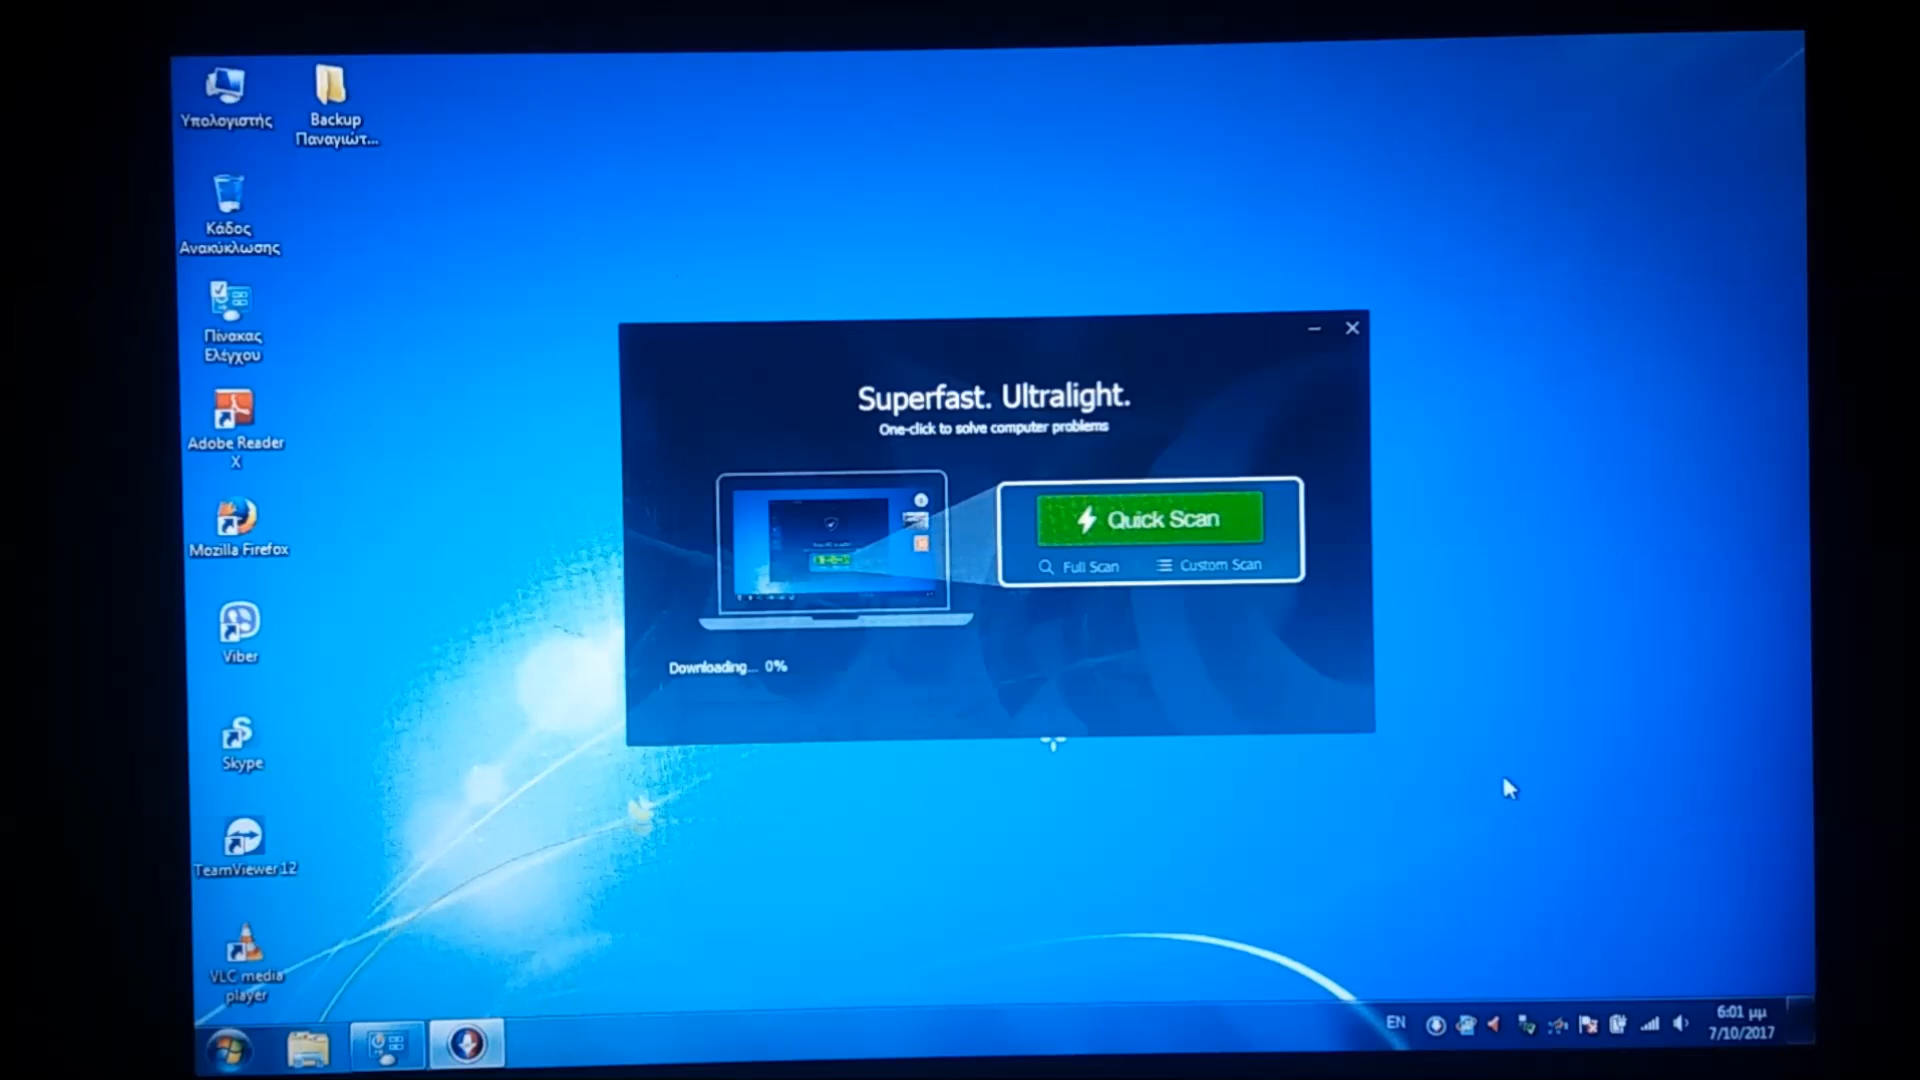 Υπολογιστής
Backup
Παναγιώτ...
Κάδος
Ανακύκλωσης
Πίνακας
Ελέγχου
Adobe Reader
X
Mozilla Firefox
Viber
Skype
TeamViewer 12
VLC media
player
Superfast. Ultralight.
One-click to solve computer problems
Quick Scan
Full Scan
Custom Scan
Downloading... 0%
EN
6:01 μμ
7/10/2017